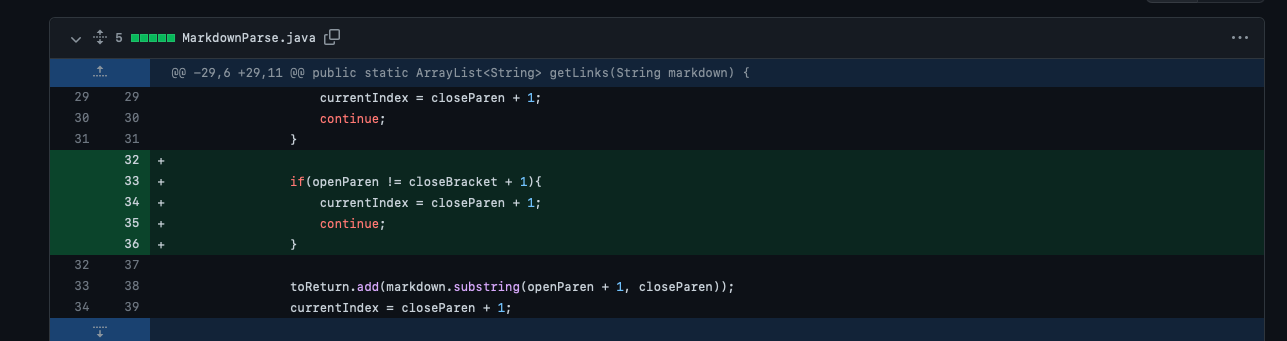 5 MarkdownParse.java
@@ -29,6 +29,11 @@ public static ArrayList<String> getLinks(String markdown) {
29 29 currentIndex = closeParen + 1;
30 30 continue;
31 31 }
32 +
33 + if(openParen != closeBracket + 1){
34 + currentIndex = closeParen + 1;
35 + continue;
36 + }
32 37
33 38 toReturn.add(markdown.substring(openParen + 1, closeParen));
34 39 currentIndex = closeParen + 1;